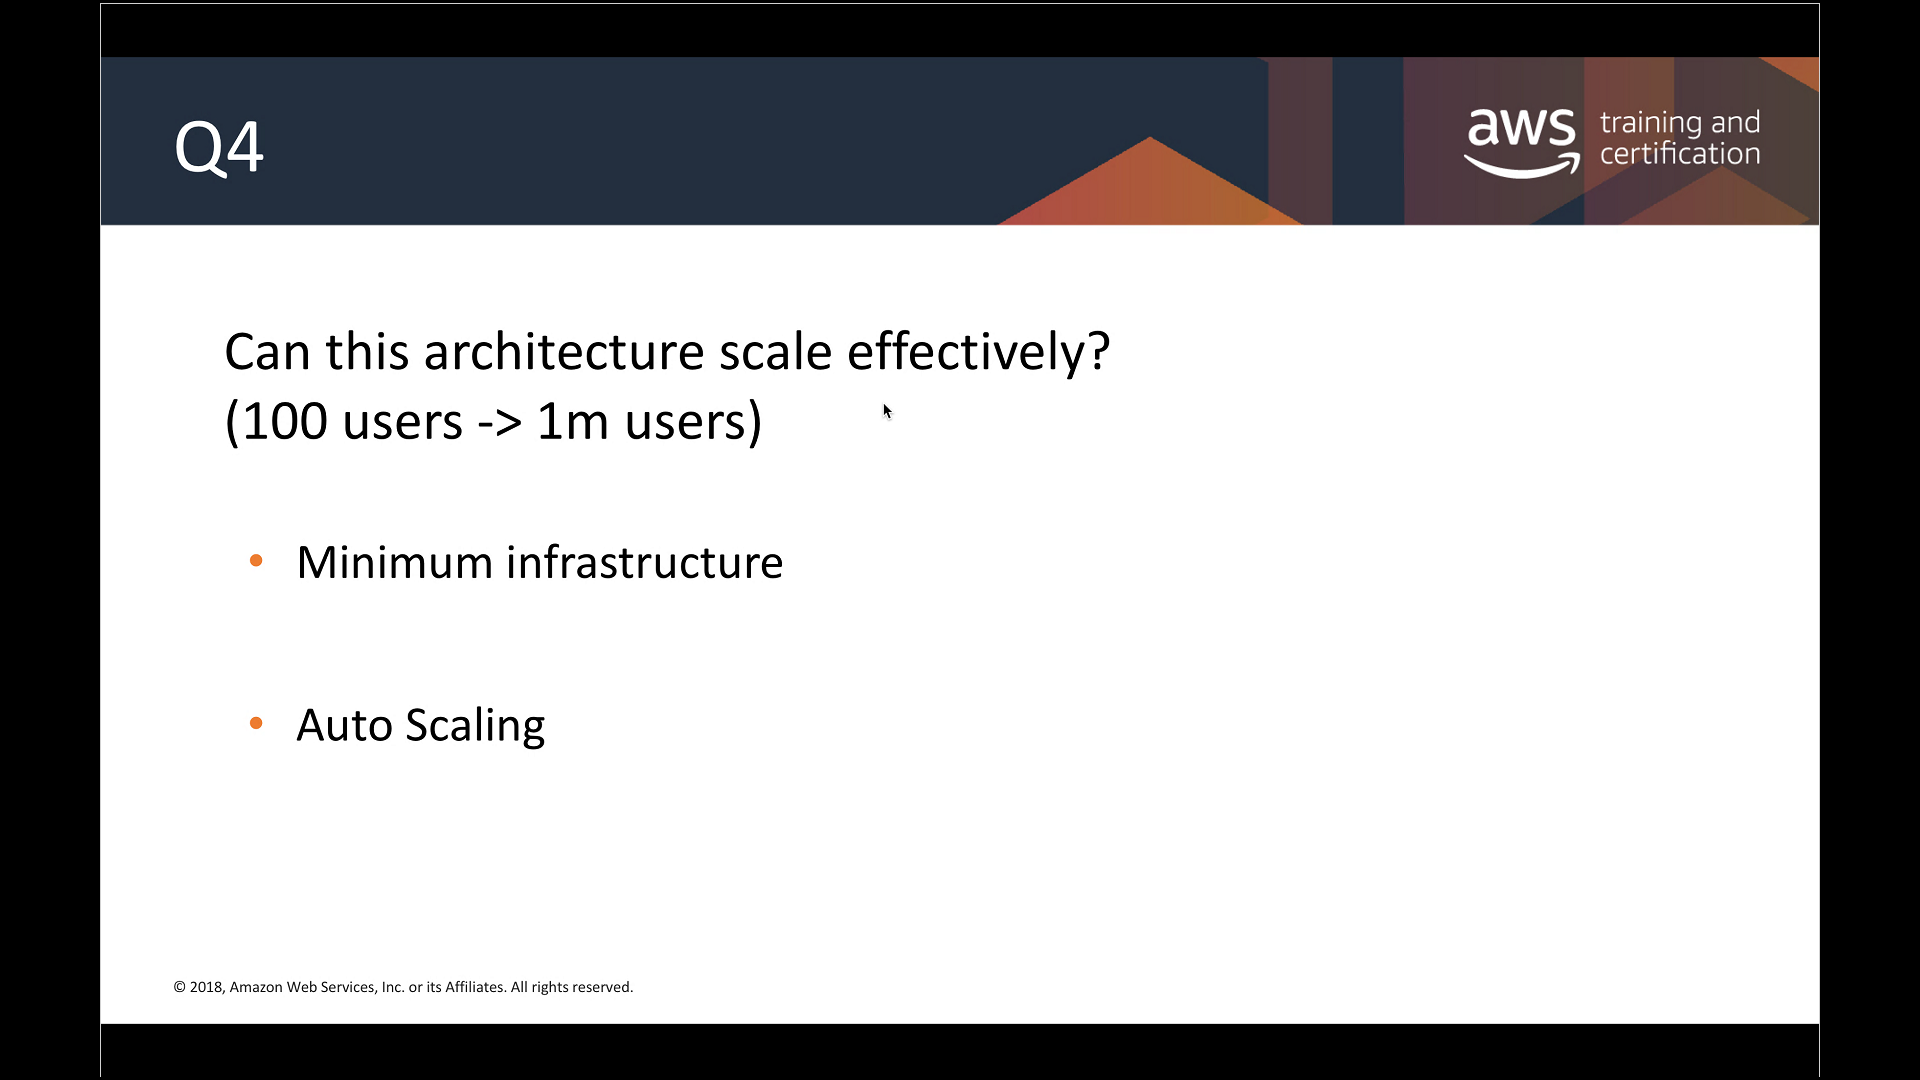 Q4
aws training and
certification
Can this architecture scale effectively?
(100 users -> 1m users)
• Minimum infrastructure
• Auto Scaling
© 2018, Amazon Web Services, Inc. or its Affiliates. All rights reserved.